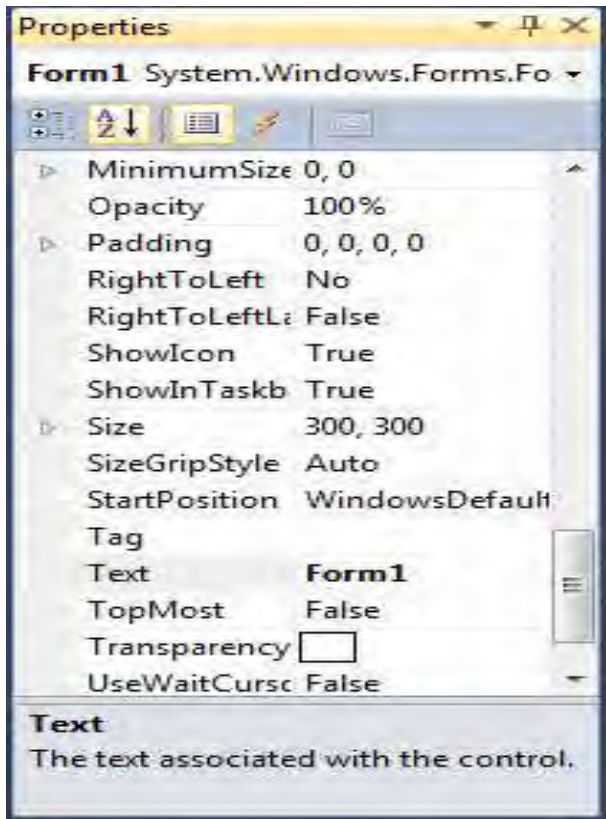 Properties
Form1 System.Windows.Forms.Fo
MinimumSize 0, 0
Opacity 100%
Padding 0, 0, 0, 0
RightToLeft No
RightToLeftLa False
ShowIcon True
ShowInTaskb True
Size 300, 300
SizeGripStyle Auto
StartPosition WindowsDefault
Tag
Text Form1
TopMost False
Transparency
UseWaitCurso False
Text
The text associated with the control.